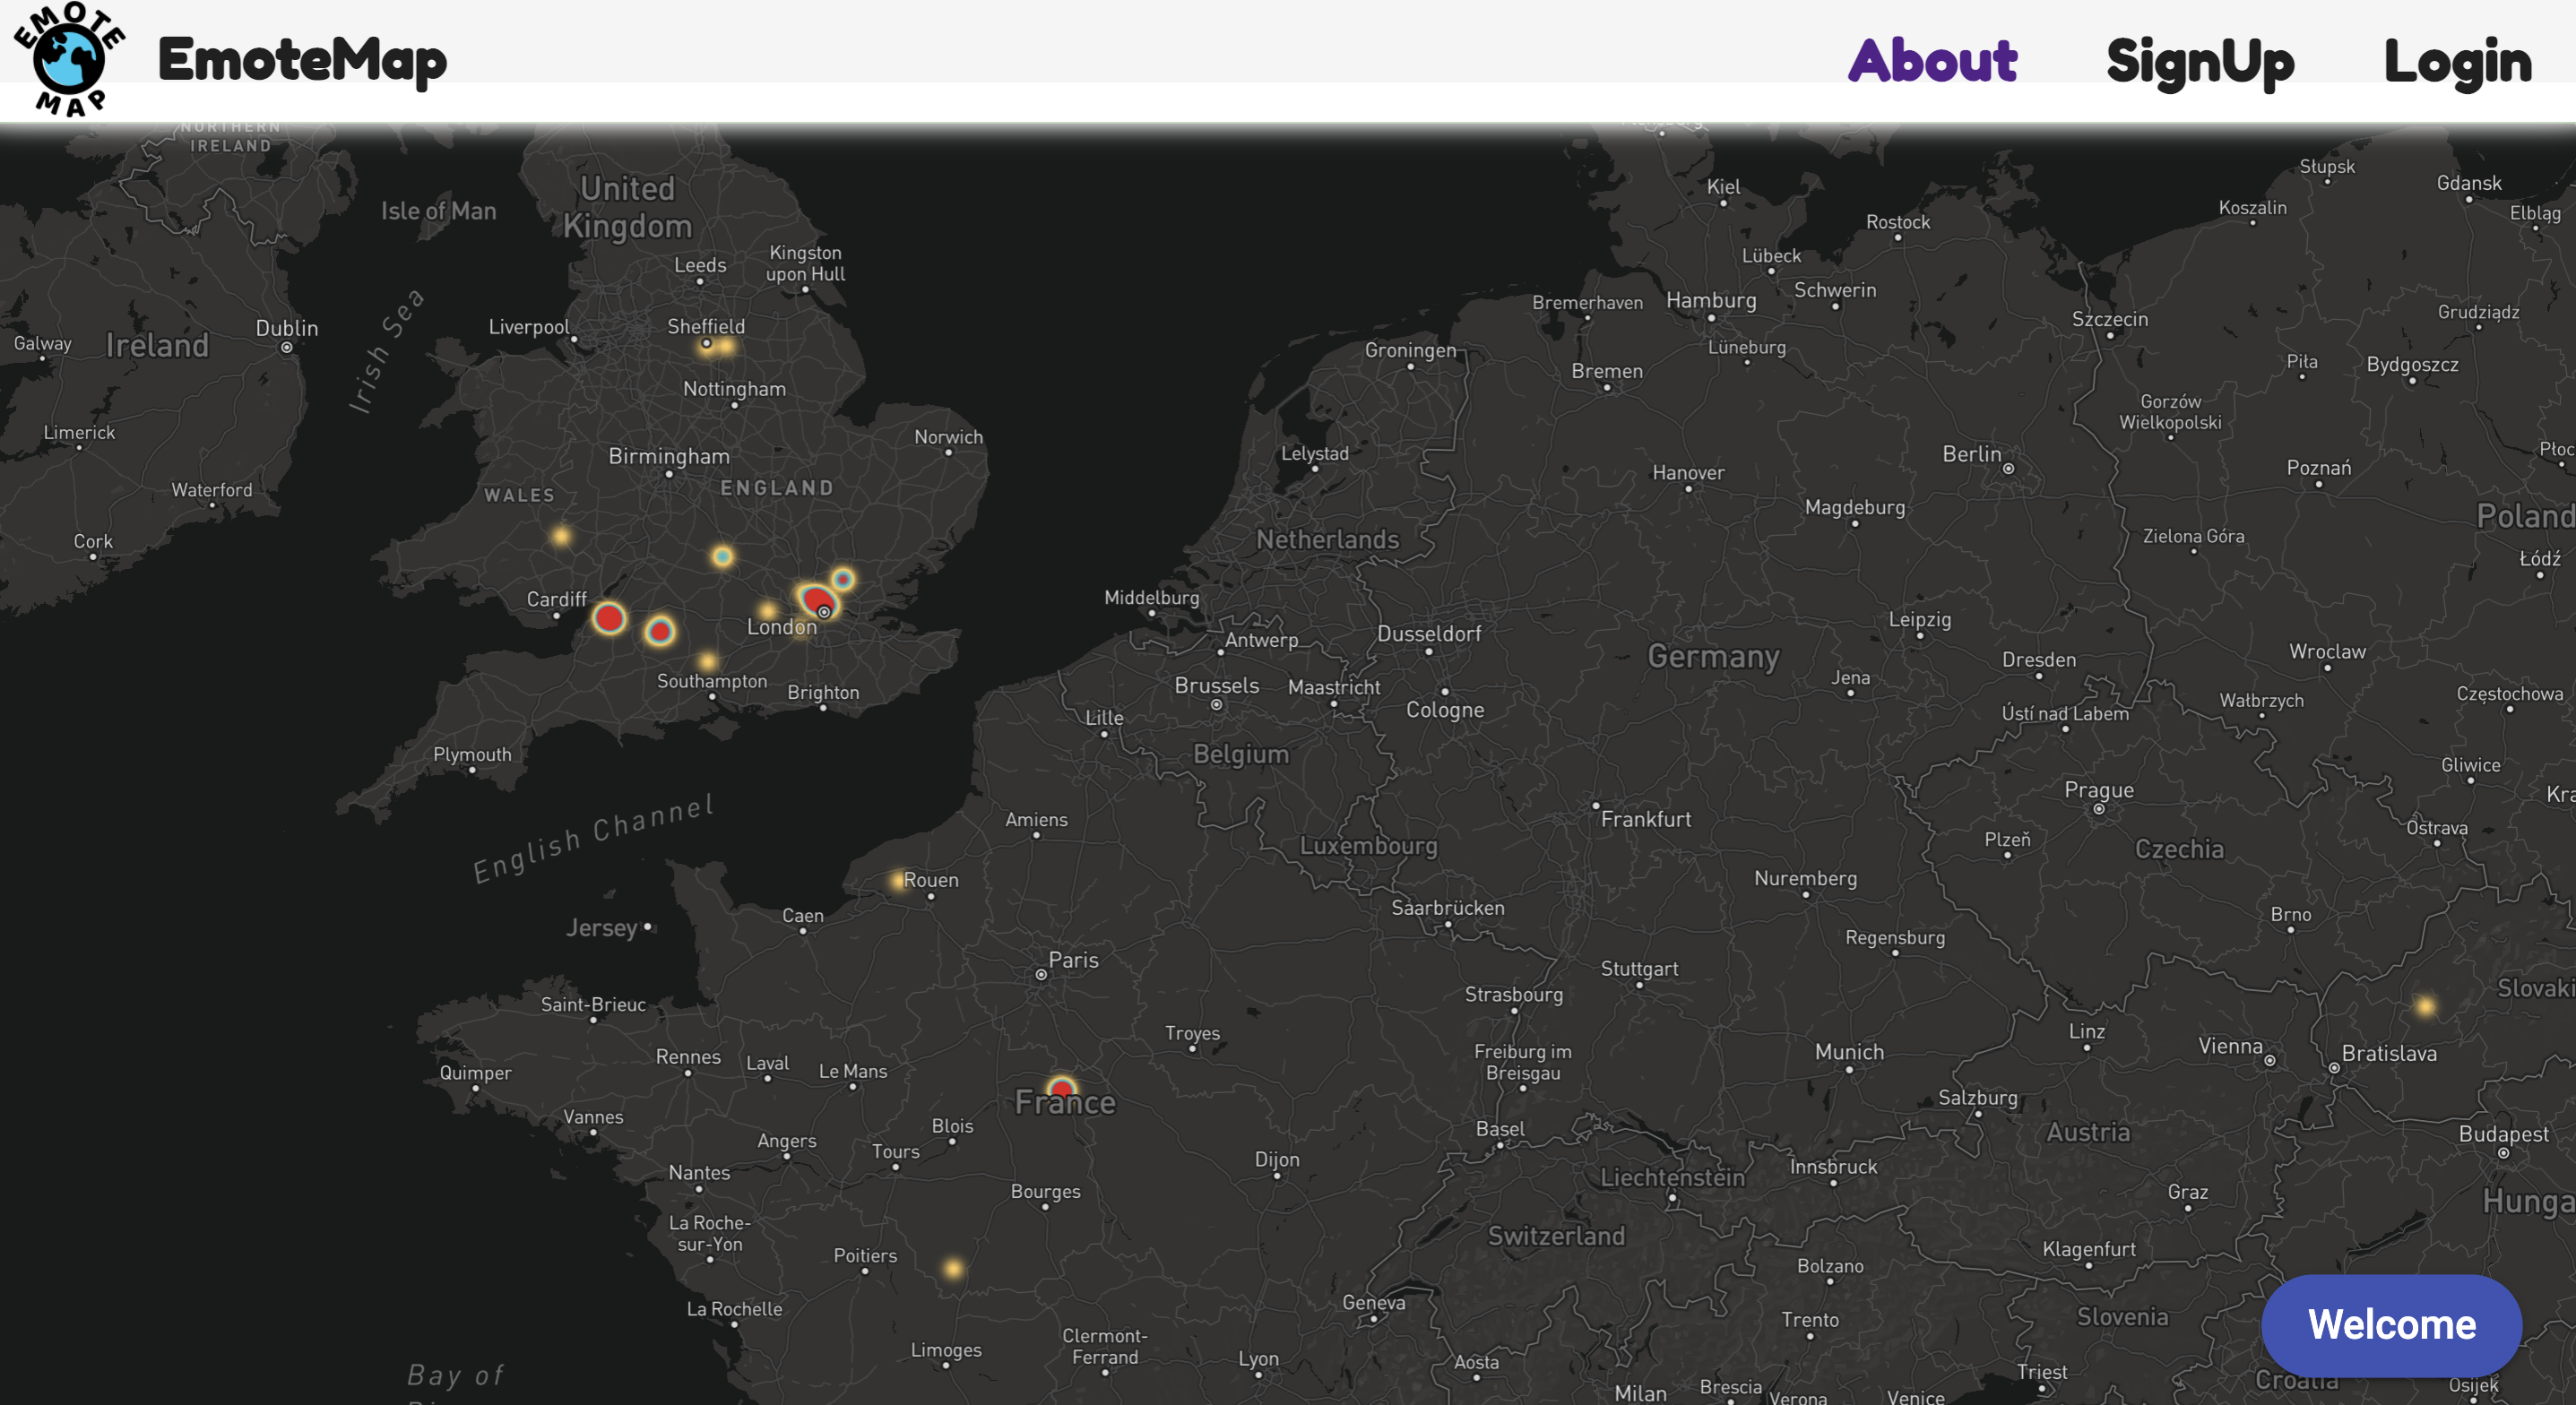 EMOTE
MAP
EmoteMap
About
SignUp
Login
NORTHERN
IRELAND
Isle of Man
United
Kingdom
Leeds
Kingston
upon Hull
Liverpool
Sheffield
Nottingham
Dublin
Galway
Ireland
Irish Sea
Limerick
Waterford
Cork
Norwich
Birmingham
WALES
ENGLAND
Cardiff
London
Southampton
Brighton
Plymouth
English Channel
Jersey
Flensburg
Kiel
Rostock
Lübeck
Schwerin
Hamburg
Bremerhaven
Lüneburg
Bremen
Groningen
Lelystad
Hanover
Berlin
Magdeburg
Netherlands
Słupsk
Gdansk
Koszalin
Elbląg
Szczecin
Grudziądz
Piła
Bydgoszcz
Gorzów
Wielkopolski
Płoc
Poznań
Poland
Zielona Góra
Łódź
Middelburg
Antwerp
Dusseldorf
Brussels
Maastricht
Cologne
Lille
Belgium
Germany
Leipzig
Dresden
Jena
Wroclaw
Wałbrzych
Częstochowa
Ústí nad Labem
Gliwice
Prague
Kra
Ostrava
Plzeň
Czechia
Amiens
Luxembourg
Frankfurt
Rouen
Caen
Saarbrücken
Nuremberg
Brno
Regensburg
Paris
Stuttgart
Strasbourg
Slovaki
Saint-Brieuc
Troyes
Linz
Vienna
Bratislava
Rennes
Laval
Le Mans
Quimper
Freiburg im
Breisgau
Munich
France
Salzburg
Vannes
Blois
Angers
Tours
Basel
Austria
Budapest
Dijon
Nantes
Liechtenstein
Innsbruck
Bourges
Graz
Hunga
La Roche-
sur-Yon
Switzerland
Poitiers
Klagenfurt
Bolzano
La Rochelle
Geneva
Trento
Slovenia
Welcome
Clermont-
Ferrand
Limoges
Lyon
Aosta
Triest
Croatia
Osijek
Bay of
Milan
Brescia
Verona
Venice